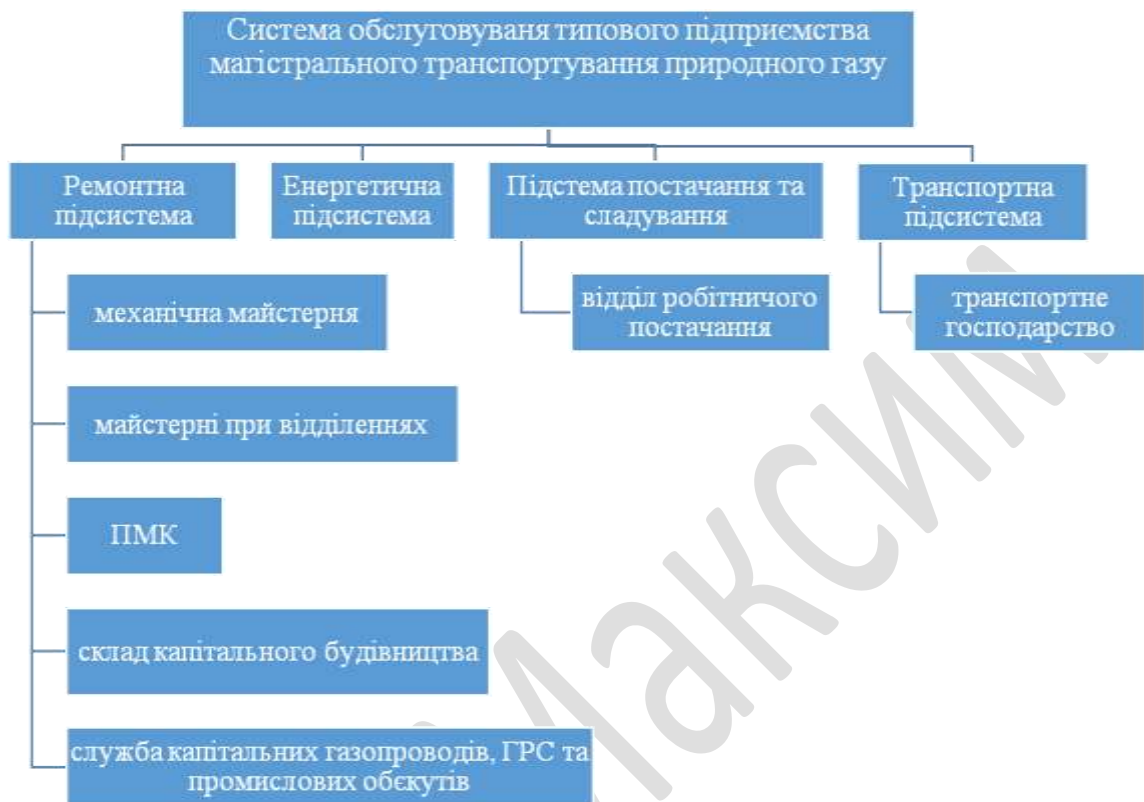 Система обслуговуваня типового підприємства
магістрального транспортування природного газу
Ремонтна
підсистема
Енергетична
підсистема
Підстема постачання та
сладування
Транспортна
підсистема
механічна майстерня
відділ робітничого
постачання
транспортне
господарство
майстерні при відділеннях
ПМК
склад капітального будівництва
служба капітальних газопроводів, ГРС та
промислових обєкутів
Максим